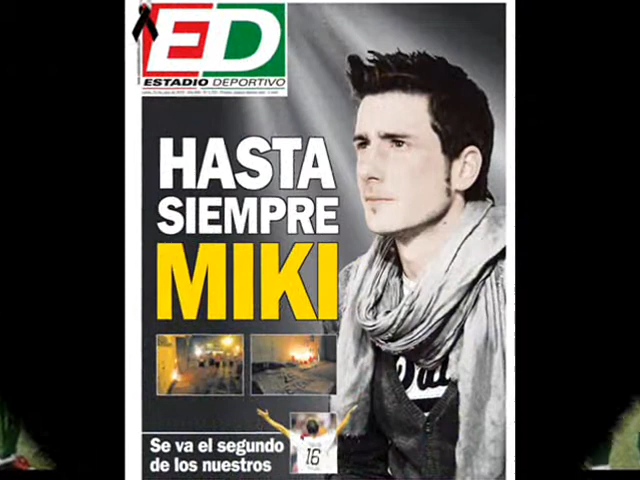 ED
ESTADIO DEPORTIVO
HASTA
SIEMPRE
MIKI
Se va el segundo
de los nuestros
16